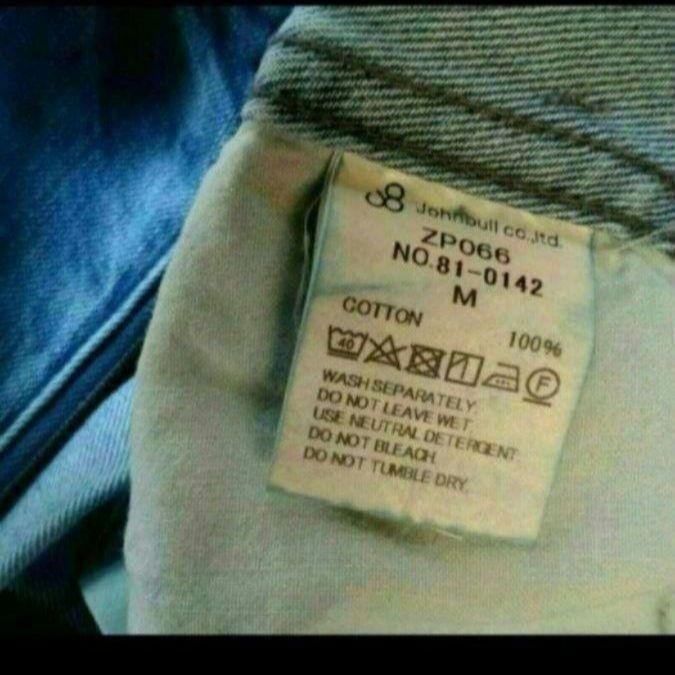 Johnbull co.,ltd.
ZP066
NO.81-0142
M
COTTON 100%
40 F
WASH SEPARATELY.
DO NOT LEAVE WET.
USE NEUTRAL DETERGENT.
DO NOT BLEACH.
DO NOT TUMBLE DRY.